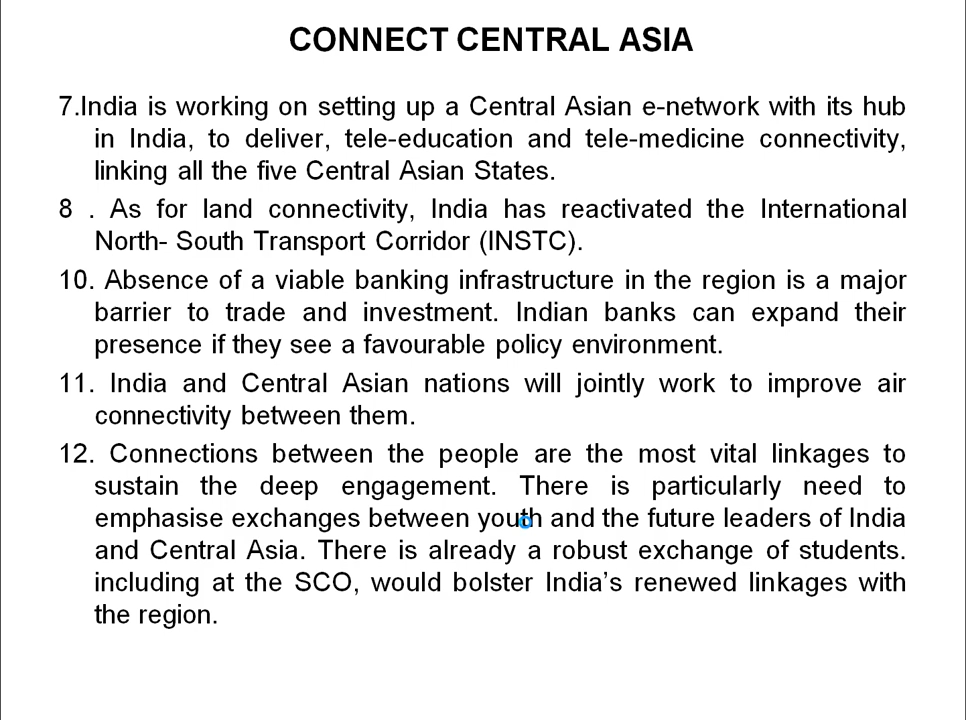 CONNECT CENTRAL ASIA
7.India is working on setting up a Central Asian e-network with its hub
in India, to deliver, tele-education and tele-medicine connectivity,
linking all the five Central Asian States.
8 . As for land connectivity, India has reactivated the International
North- South Transport Corridor (INSTC).
10. Absence of a viable banking infrastructure in the region is a major
barrier to trade and investment. Indian banks can expand their
presence if they see a favourable policy environment.
11. India and Central Asian nations will jointly work to improve air
connectivity between them.
12. Connections between the people are the most vital linkages to
sustain the deep engagement. There is particularly need to
emphasise exchanges between youth and the future leaders of India
and Central Asia. There is already a robust exchange of students.
including at the SCO, would bolster India’s renewed linkages with
the region.